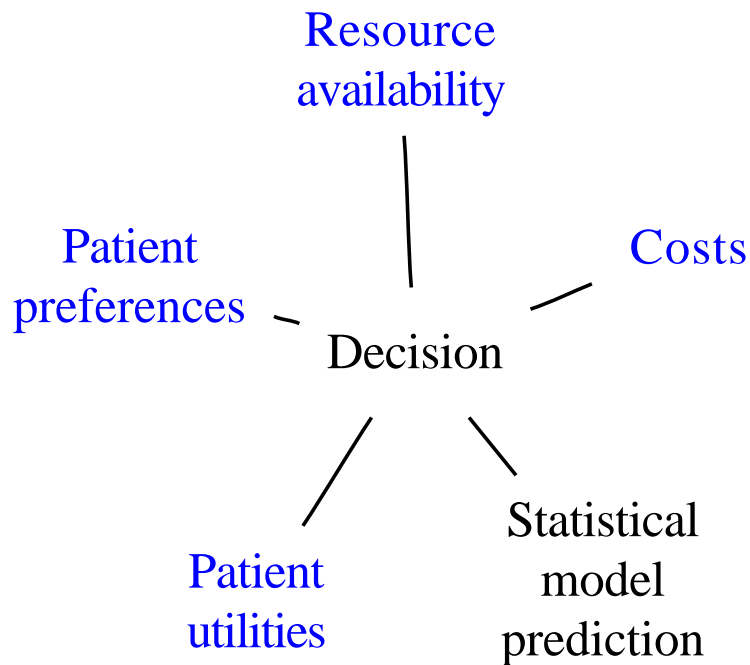 Resource
availability
Patient
preferences
Costs
Decision
Patient
utilities
Statistical
model
prediction